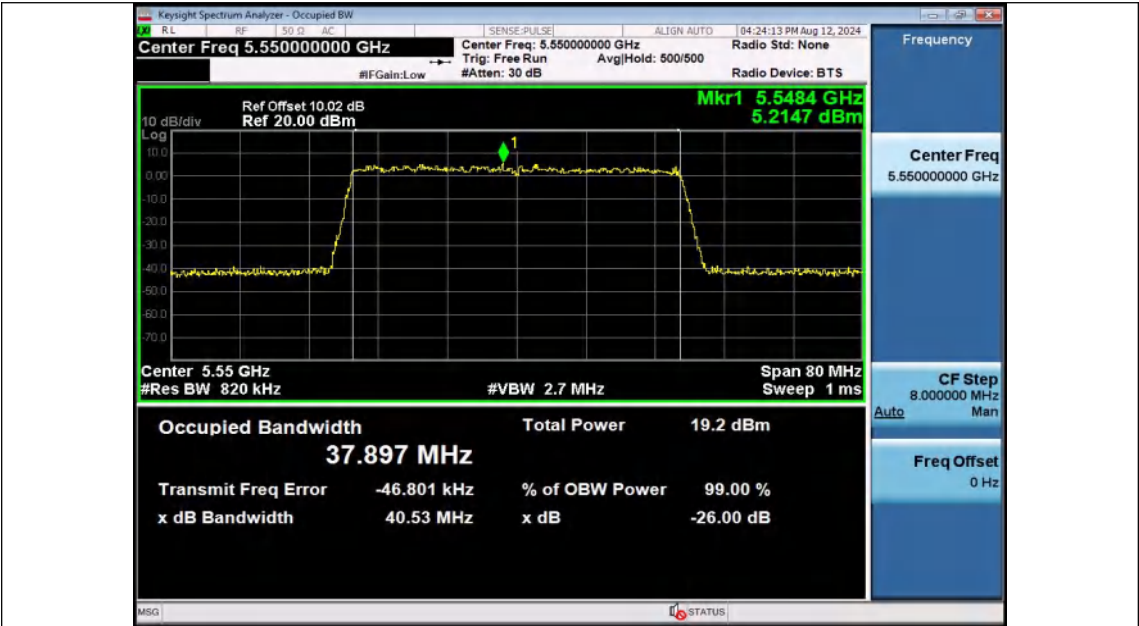 Keysight Spectrum Analyzer - Occupied BW
RL RF 50 Ω AC SENSE:PULSE ALIGN AUTO 04:24:13 PM Aug 12, 2024
Center Freq 5.550000000 GHz Center Freq: 5.550000000 GHz Radio Std: None
Trig: Free Run Avg|Hold: 500/500
#IFGain:Low #Atten: 30 dB Radio Device: BTS
Mkr1 5.5484 GHz
Ref Offset 10.02 dB
10 dB/div Ref 20.00 dBm 5.2147 dBm
Log
1
10.0
0.00
-10.0
-20.0
-30.0
-40.0
-50.0
-60.0
-70.0
Center 5.55 GHz Span 80 MHz
#Res BW 820 kHz #VBW 2.7 MHz Sweep 1 ms
Occupied Bandwidth Total Power 19.2 dBm
37.897 MHz
Transmit Freq Error -46.801 kHz % of OBW Power 99.00 %
x dB Bandwidth 40.53 MHz x dB -26.00 dB
MSG STATUS
Frequency
Center Freq
5.550000000 GHz
CF Step
8.000000 MHz
Auto Man
Freq Offset
0 Hz